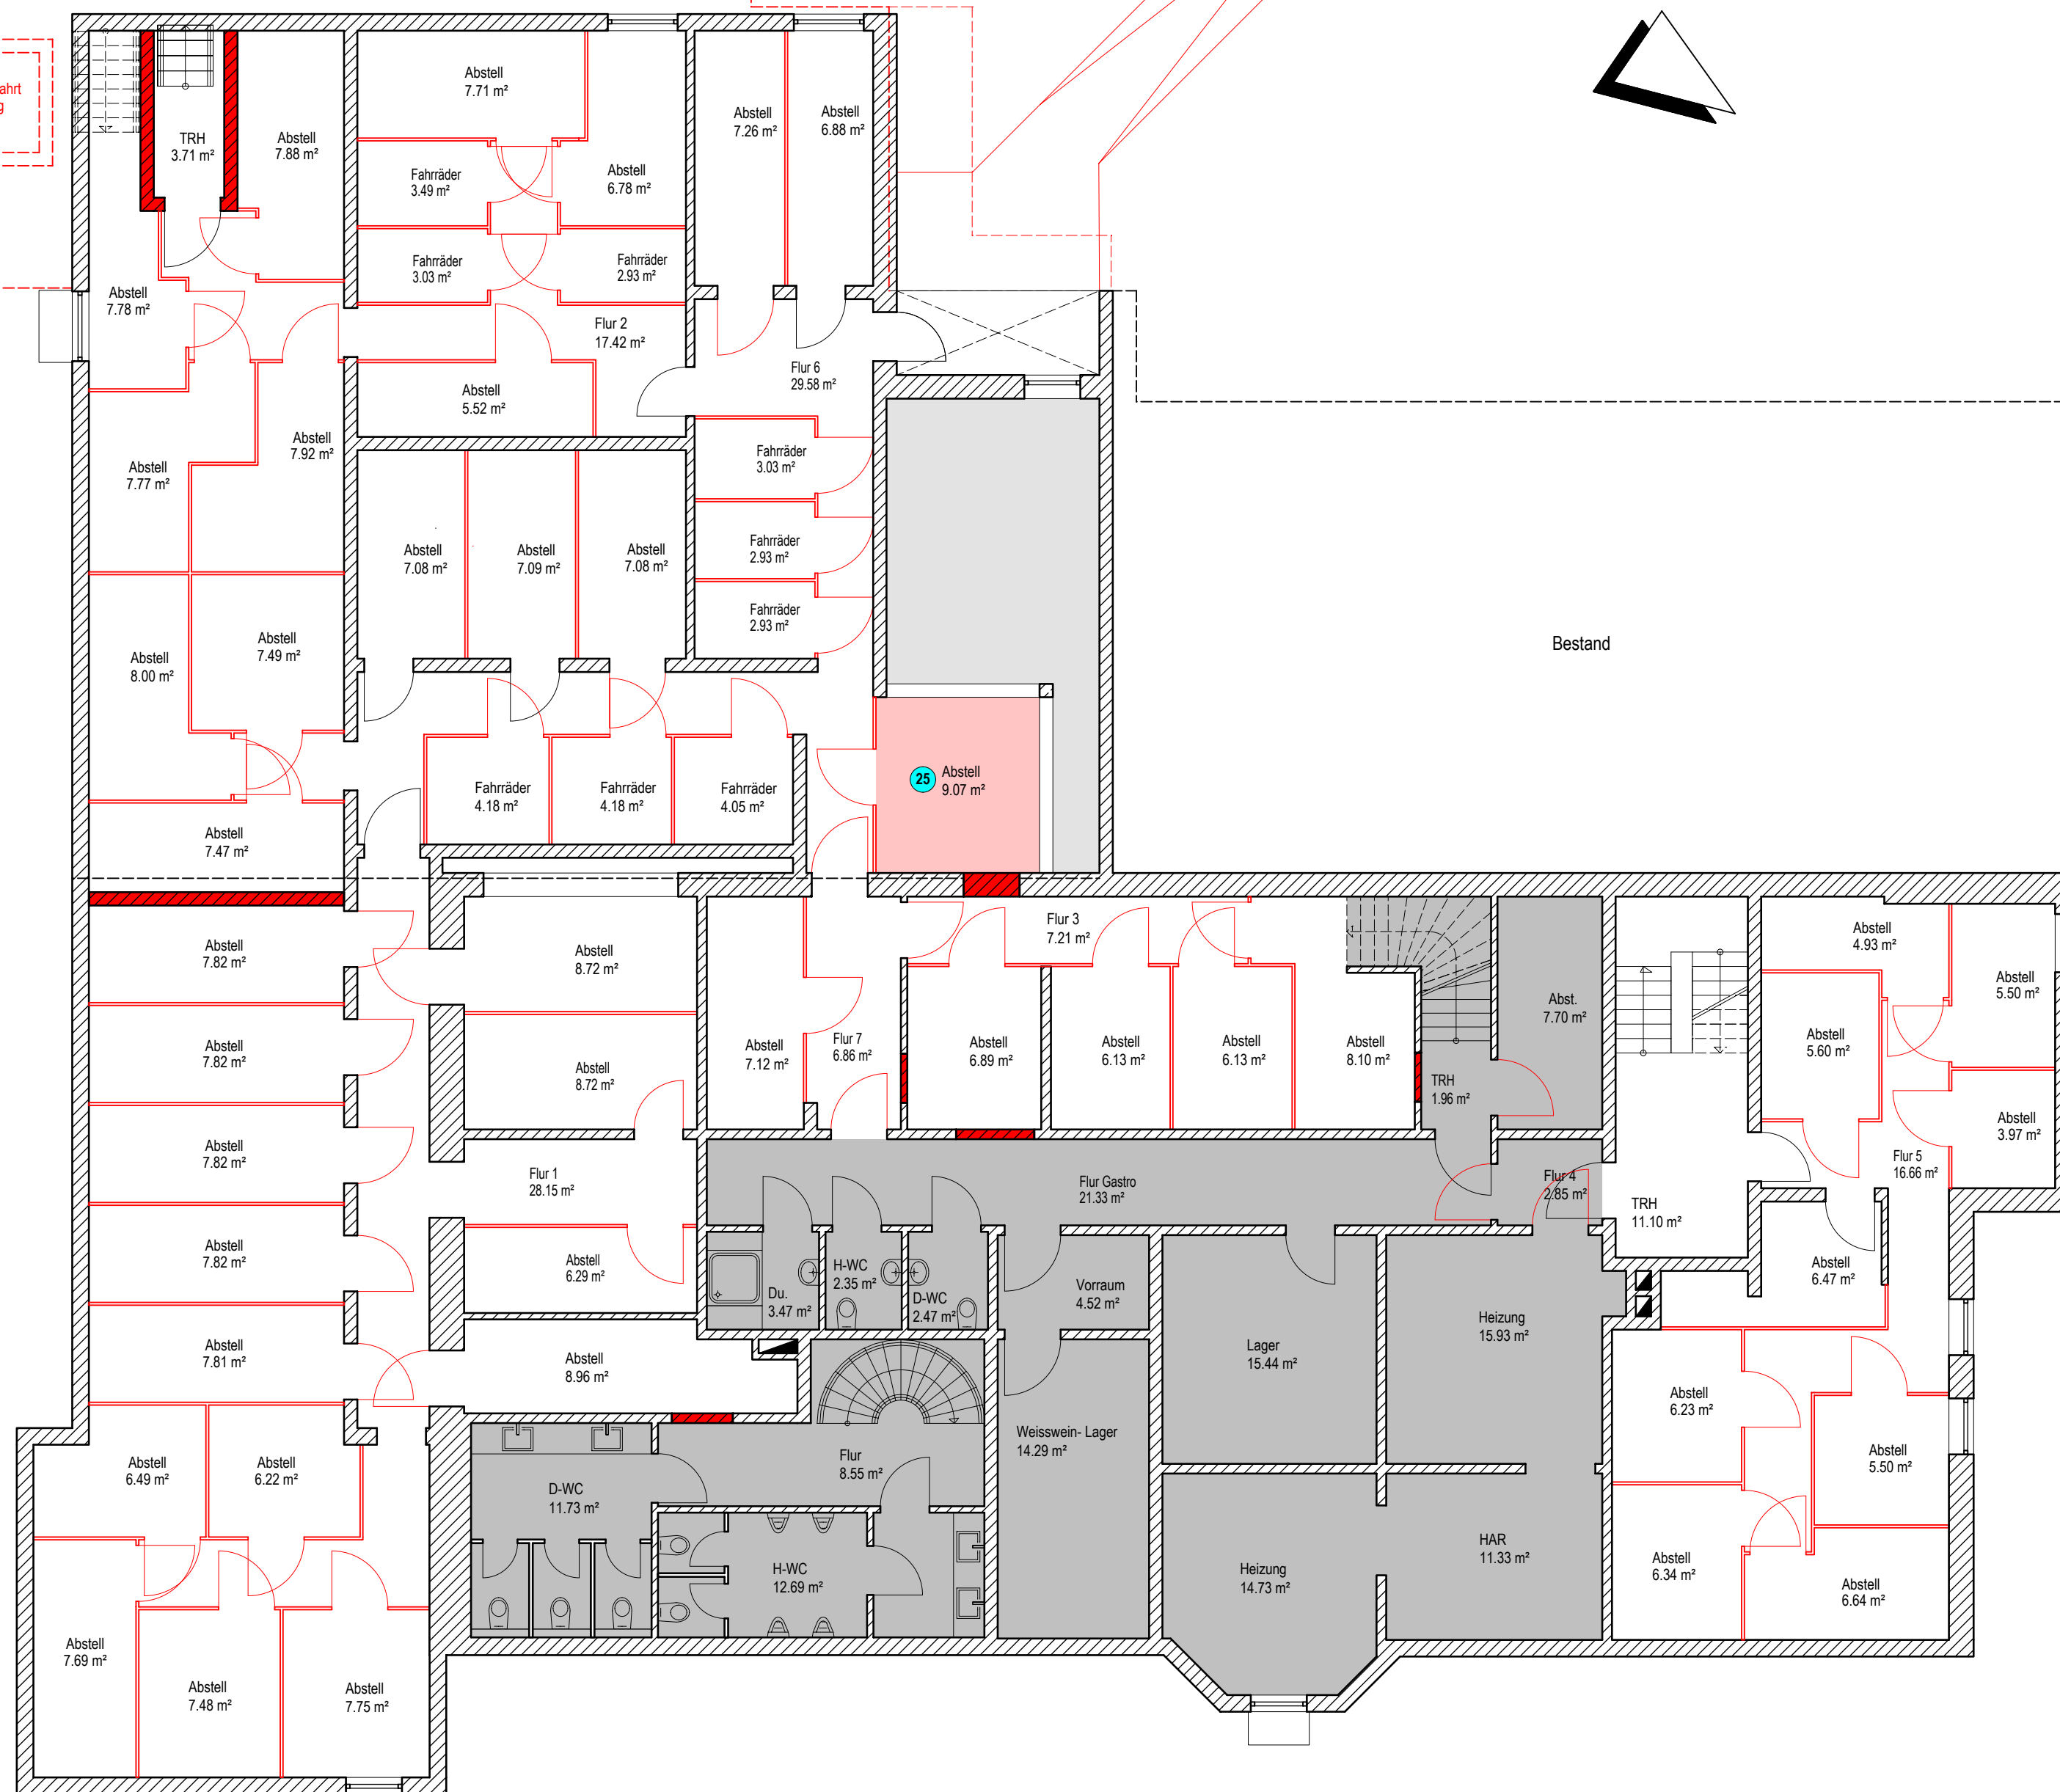 ahrt
g
TRH
3.71 m²
Abstell
7.88 m²
Abstell
7.71 m²
Fahrräder
3.49 m²
Abstell
6.78 m²
Abstell
7.26 m²
Abstell
6.88 m²
Abstell
7.78 m²
Fahrräder
3.03 m²
Fahrräder
2.93 m²
Flur 2
17.42 m²
Flur 6
29.58 m²
Abstell
5.52 m²
Abstell
7.92 m²
Abstell
7.77 m²
Fahrräder
3.03 m²
Abstell
7.08 m²
Abstell
7.09 m²
Abstell
7.08 m²
Fahrräder
2.93 m²
Fahrräder
2.93 m²
Bestand
Abstell
8.00 m²
Abstell
7.49 m²
Fahrräder
4.18 m²
Fahrräder
4.18 m²
Fahrräder
4.05 m²
25
Abstell
9.07 m²
Abstell
7.47 m²
Abstell
7.82 m²
Abstell
8.72 m²
Flur 3
7.21 m²
Abstell
4.93 m²
Abstell
5.50 m²
Abst.
7.70 m²
Abstell
7.82 m²
Abstell
8.72 m²
Abstell
7.12 m²
Flur 7
6.86 m²
Abstell
6.89 m²
Abstell
6.13 m²
Abstell
6.13 m²
Abstell
8.10 m²
TRH
1.96 m²
Abstell
5.60 m²
Abstell
3.97 m²
Abstell
7.82 m²
Flur 1
28.15 m²
Flur Gastro
21.33 m²
Flur 4
2.85 m²
TRH
11.10 m²
Flur 5
16.66 m²
Abstell
7.82 m²
Abstell
6.29 m²
Du.
3.47 m²
H-WC
2.35 m²
D-WC
2.47 m²
Vorraum
4.52 m²
Abstell
6.47 m²
Abstell
7.81 m²
Abstell
8.96 m²
Lager
15.44 m²
Heizung
15.93 m²
Abstell
6.23 m²
Abstell
6.49 m²
Abstell
6.22 m²
D-WC
11.73 m²
Flur
8.55 m²
Weisswein- Lager
14.29 m²
Abstell
5.50 m²
H-WC
12.69 m²
Heizung
14.73 m²
HAR
11.33 m²
Abstell
6.34 m²
Abstell
6.64 m²
Abstell
7.69 m²
Abstell
7.48 m²
Abstell
7.75 m²